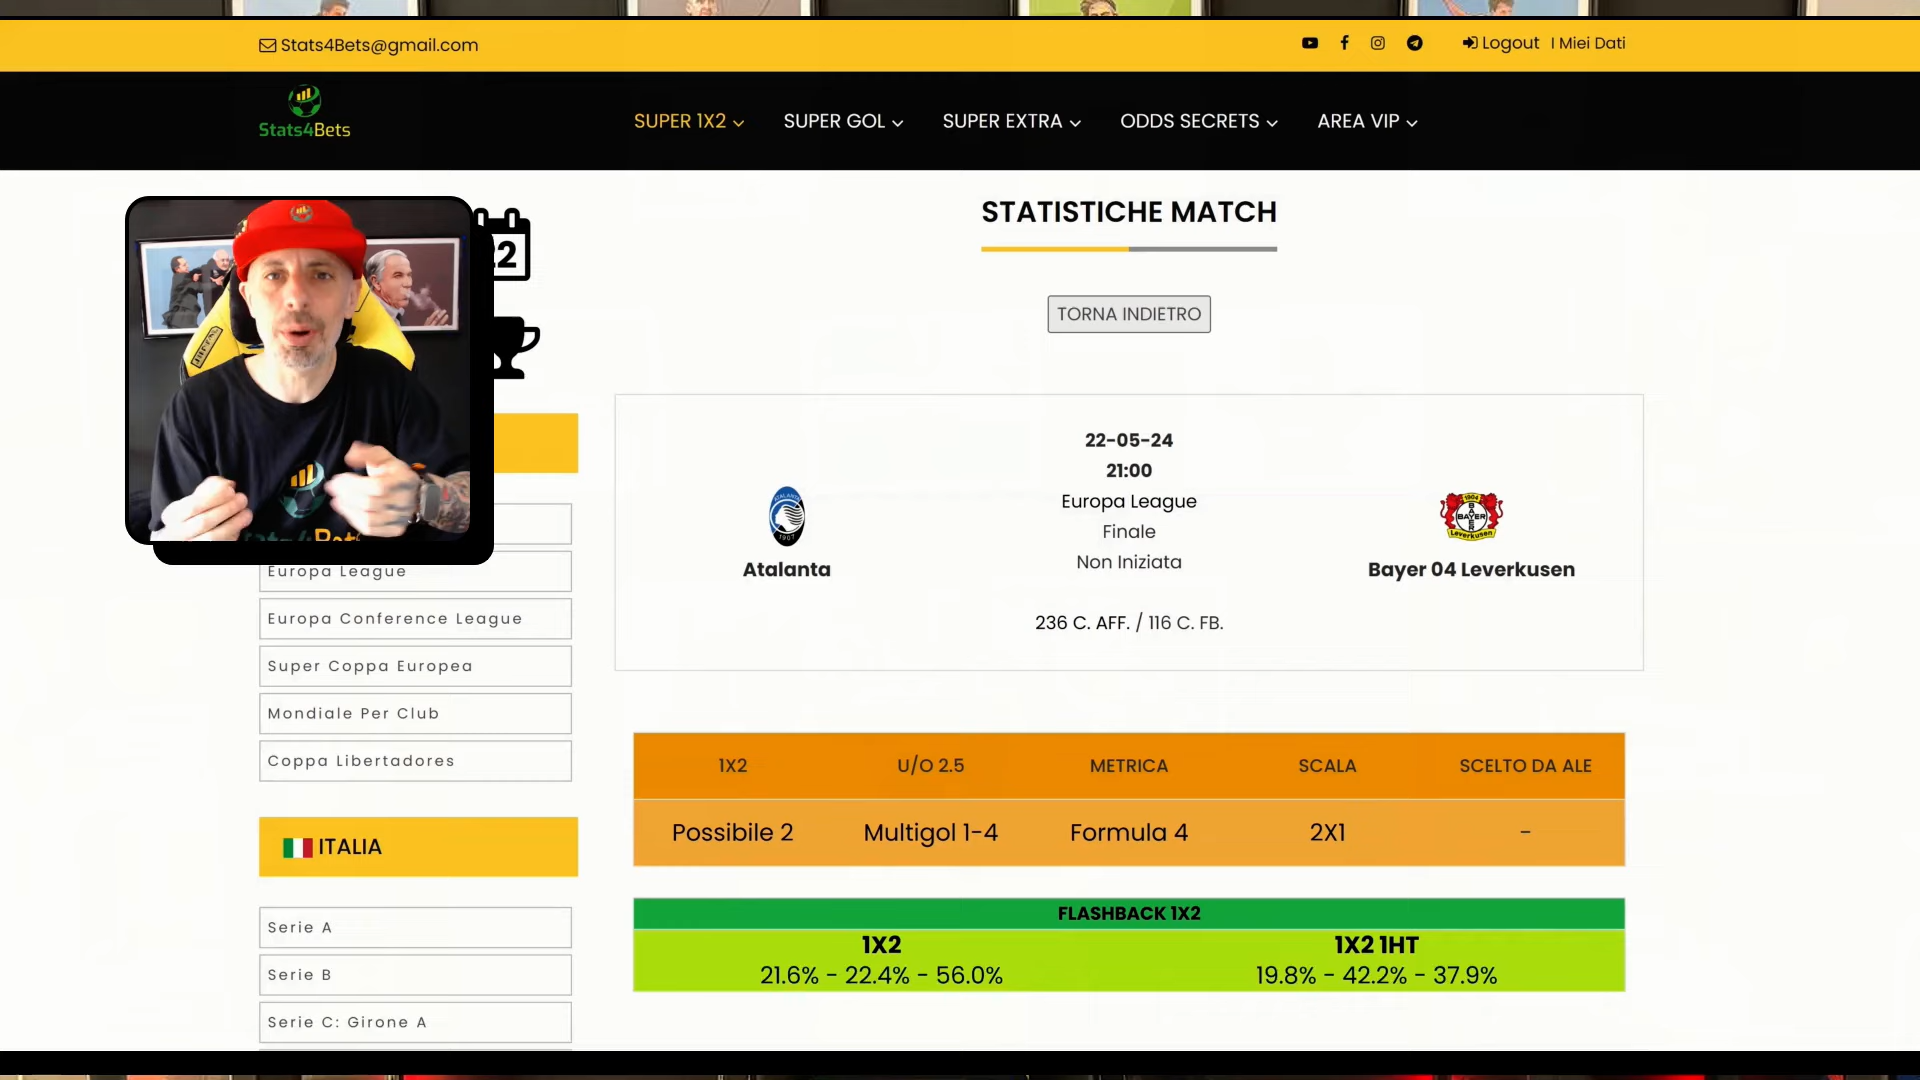 Stats4Bets@gmail.com
Logout I Miei Dati
Stats4Bets
SUPER 1X2 SUPER GOL SUPER EXTRA ODDS SECRETS AREA VIP
STATISTICHE MATCH
TORNA INDIETRO
22-05-24
21:00
Europa League
Finale
Non Iniziata
Atalanta
Bayer 04 Leverkusen
236 C. AFF. / 116 C. FB.
Europa League
Europa Conference League
Super Coppa Europea
Mondiale Per Club
Coppa Libertadores
ITALIA
Serie A
Serie B
Serie C: Girone A
1X2 U/O 2.5 METRICA SCALA SCELTO DA ALE
Possibile 2 Multigol 1-4 Formula 4 2X1 -
FLASHBACK 1X2
1X2 1X2 1HT
21.6% - 22.4% - 56.0% 19.8% - 42.2% - 37.9%